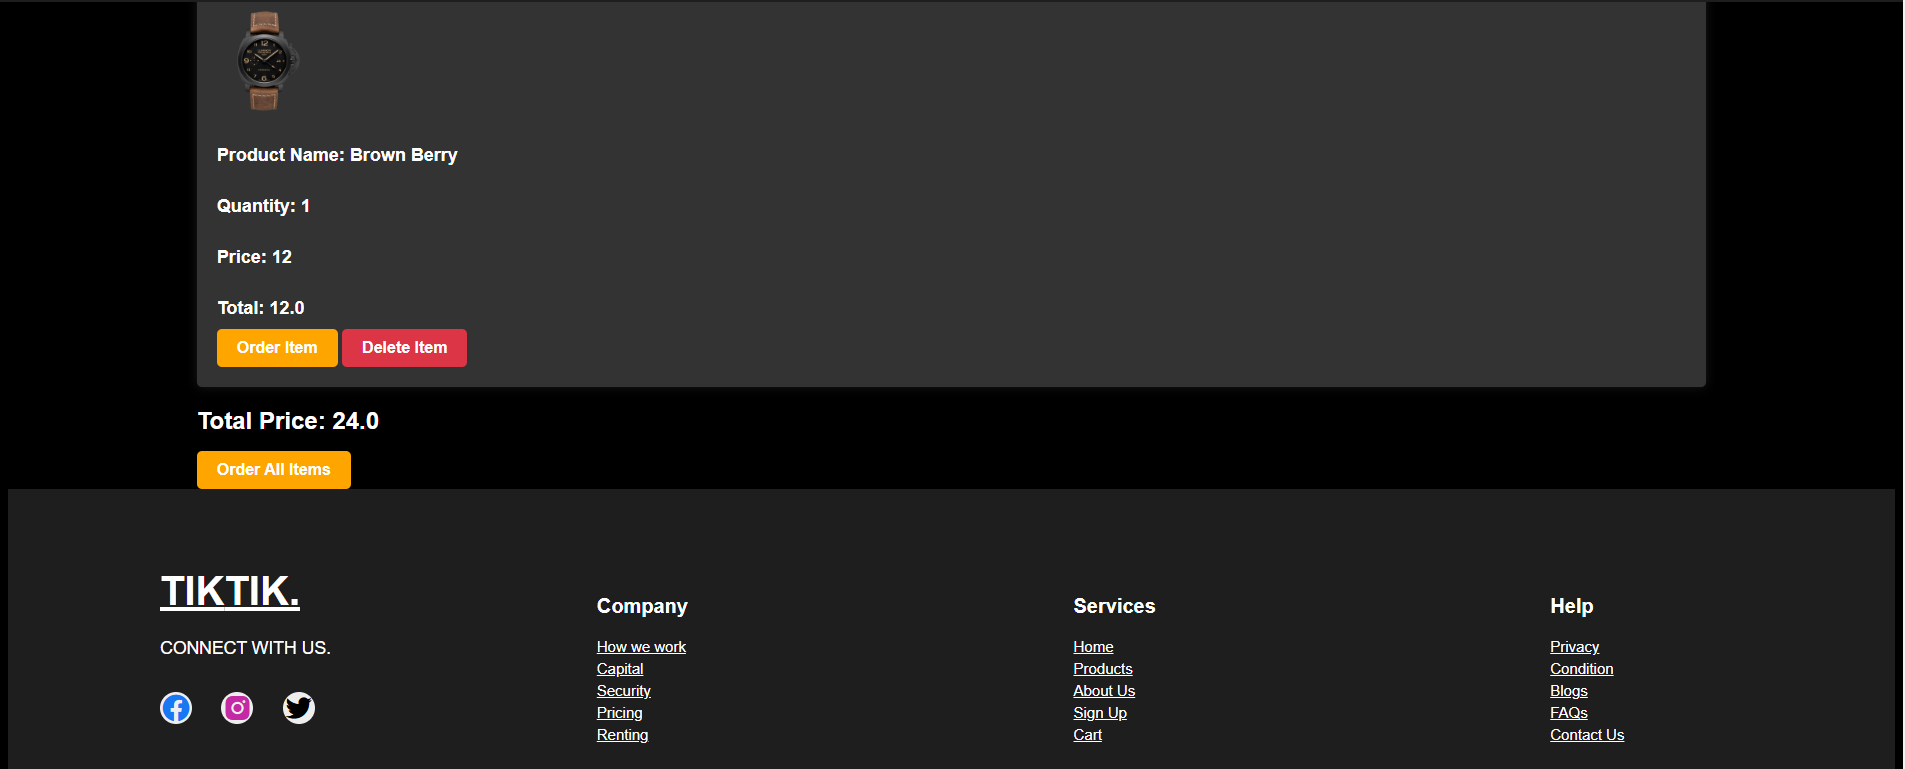 Product Name: Brown Berry
Quantity: 1
Price: 12
Total: 12.0
Order Item Delete Item
Total Price: 24.0
Order All Items
TIKTIK.
CONNECT WITH US.
Company
How we work
Capital
Security
Pricing
Renting
Services
Home
Products
About Us
Sign Up
Cart
Help
Privacy
Condition
Blogs
FAQs
Contact Us